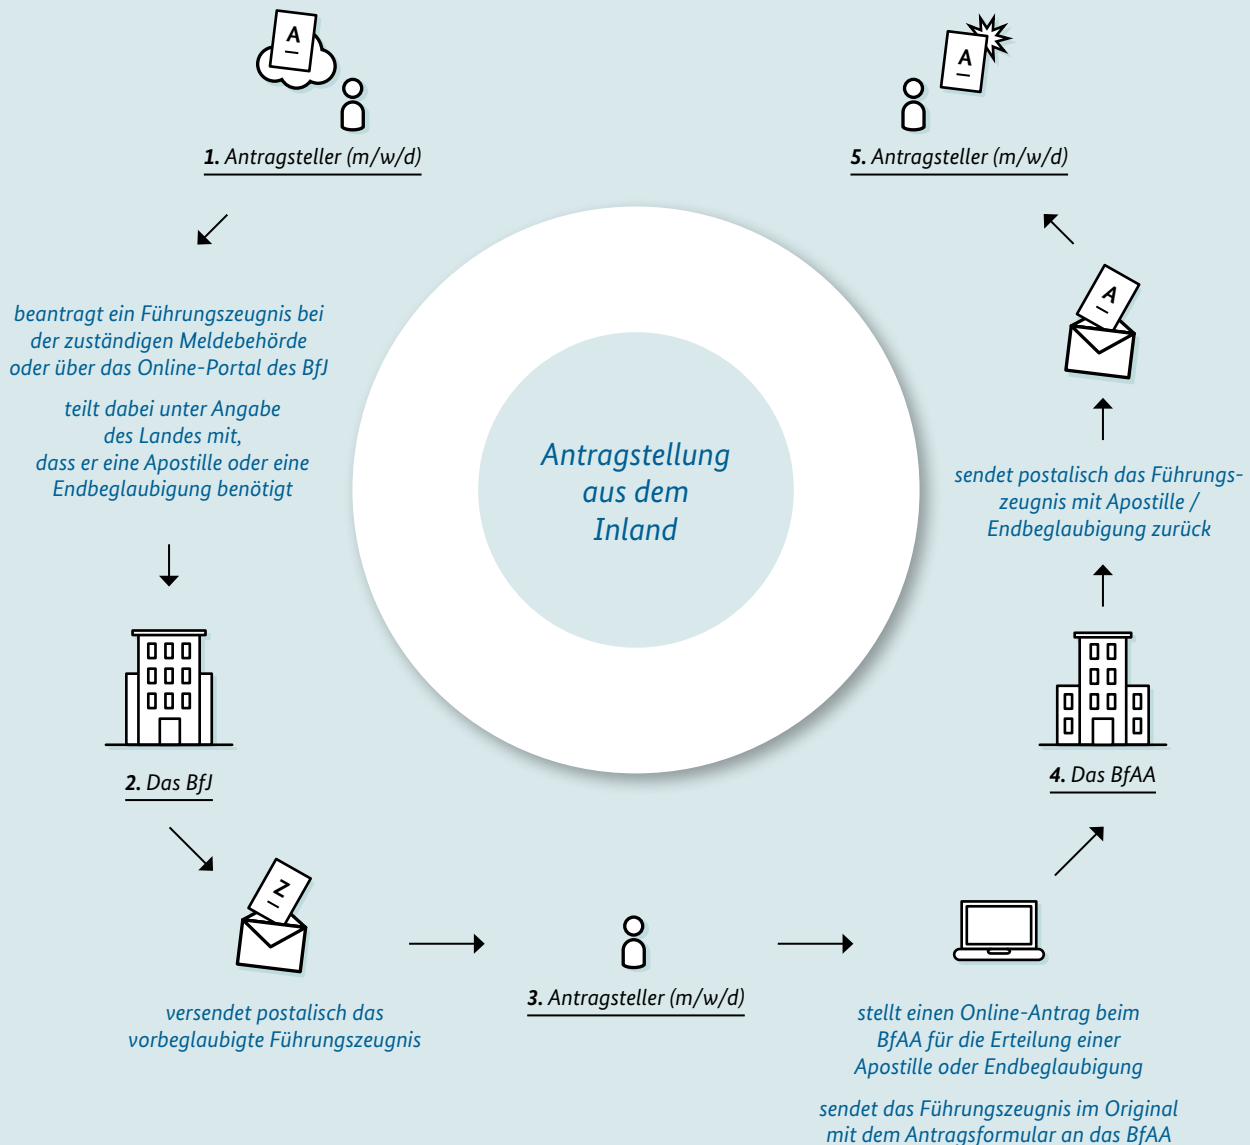 A
1. Antragsteller (m/w/d)
beantragt ein Führungszeugnis bei
der zuständigen Meldebehörde
oder über das Online-Portal des BfJ
teilt dabei unter Angabe
des Landes mit,
dass er eine Apostille oder eine
Endbeglaubigung benötigt
2. Das BfJ
Z
versendet postalisch das
vorbeglaubigte Führungszeugnis
3. Antragsteller (m/w/d)
stellt einen Online-Antrag beim
BfAA für die Erteilung einer
Apostille oder Endbeglaubigung
sendet das Führungszeugnis im Original
mit dem Antragsformular an das BfAA
4. Das BfAA
sendet postalisch das Führungs-
zeugnis mit Apostille /
Endbeglaubigung zurück
A
5. Antragsteller (m/w/d)
A
Antragstellung
aus dem
Inland